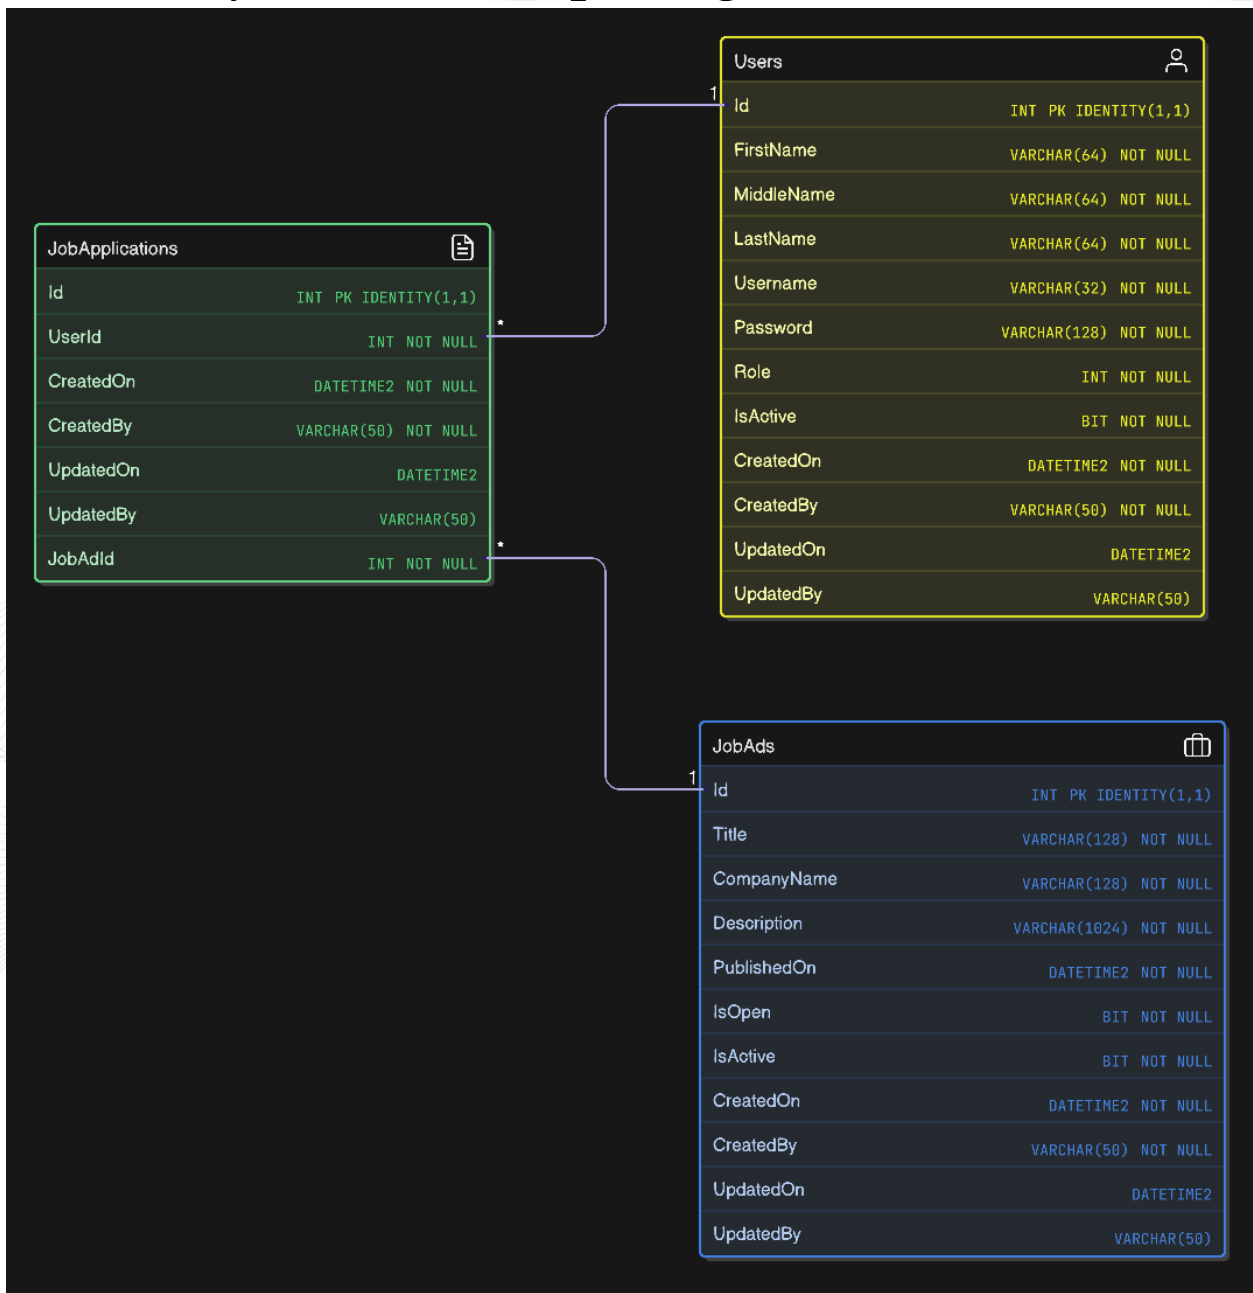 Users
1
Id INT PK IDENTITY(1,1)
FirstName VARCHAR(64) NOT NULL
MiddleName VARCHAR(64) NOT NULL
LastName VARCHAR(64) NOT NULL
Username VARCHAR(32) NOT NULL
Password VARCHAR(128) NOT NULL
Role INT NOT NULL
IsActive BIT NOT NULL
CreatedOn DATETIME2 NOT NULL
CreatedBy VARCHAR(50) NOT NULL
UpdatedOn DATETIME2
UpdatedBy VARCHAR(50)
JobApplications
Id INT PK IDENTITY(1,1)
UserId INT NOT NULL *
CreatedOn DATETIME2 NOT NULL
CreatedBy VARCHAR(50) NOT NULL
UpdatedOn DATETIME2
UpdatedBy VARCHAR(50)
JobAdId INT NOT NULL *
JobAds
1
Id INT PK IDENTITY(1,1)
Title VARCHAR(128) NOT NULL
CompanyName VARCHAR(128) NOT NULL
Description VARCHAR(1024) NOT NULL
PublishedOn DATETIME2 NOT NULL
IsOpen BIT NOT NULL
IsActive BIT NOT NULL
CreatedOn DATETIME2 NOT NULL
CreatedBy VARCHAR(50) NOT NULL
UpdatedOn DATETIME2
UpdatedBy VARCHAR(50)